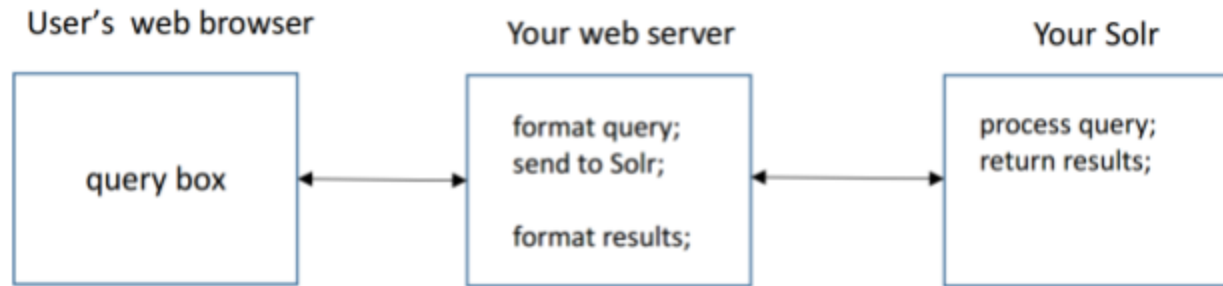 User's web browser
Your web server
Your Solr
query box
format query;
send to Solr;
format results;
process query;
return results;